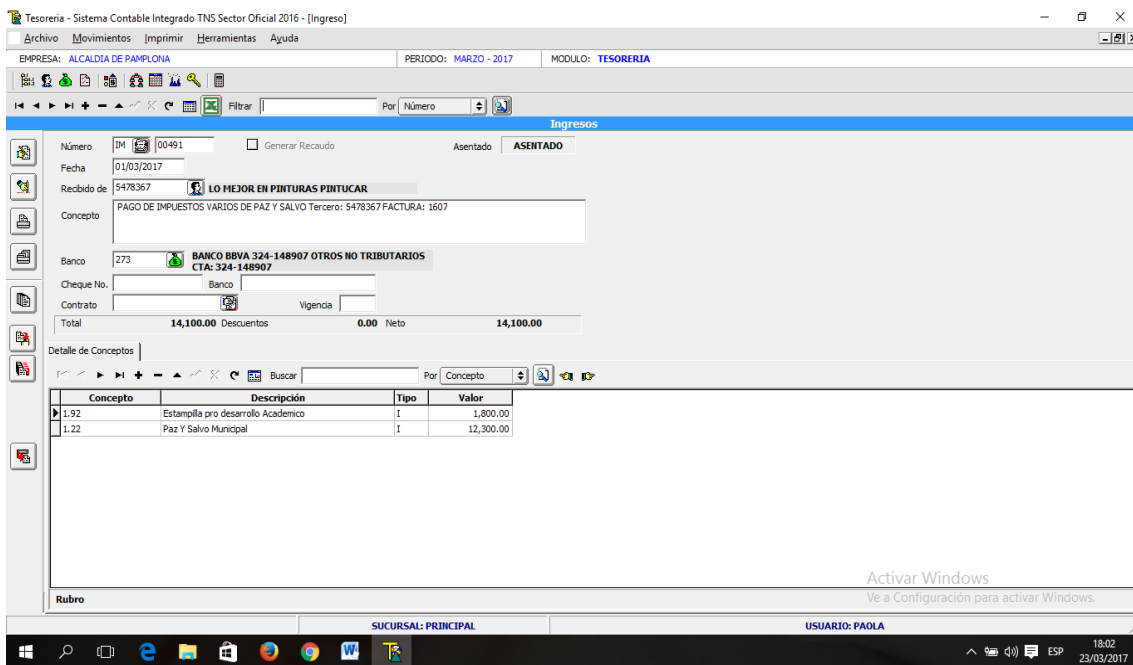 Tesoreria - Sistema Contable Integrado TNS Sector Oficial 2016 - [Ingreso]
Archivo Movimientos Imprimir Herramientas Ayuda
EMPRESA: ALCALDIA DE PAMPLONA PERIODO: MARZO - 2017 MODULO: TESORERIA
Filtrar Por Número
Ingresos
Número IM 00491 Generar Recaudo Asentado ASENTADO
Fecha 01/03/2017
Recibido de 5478367 LO MEJOR EN PINTURAS PINTUCAR
Concepto PAGO DE IMPUESTOS VARIOS DE PAZ Y SALVO Tercero: 5478367 FACTURA: 1607
Banco 273 BANCO BBVA 324-148907 OTROS NO TRIBUTARIOS
CTA: 324-148907
Cheque No. Banco
Contrato Vigencia
Total 14,100.00 Descuentos 0.00 Neto 14,100.00
Detalle de Conceptos
Buscar Por Concepto
Concepto Descripción Tipo Valor
1.92 Estampilla pro desarrollo Academico I 1,800.00
1.22 Paz Y Salvo Municipal I 12,300.00
Activar Windows
Ve a Configuración para activar Windows.
Rubro
SUCURSAL: PRINCIPAL USUARIO: PAOLA
ESP 18:02
23/03/2017